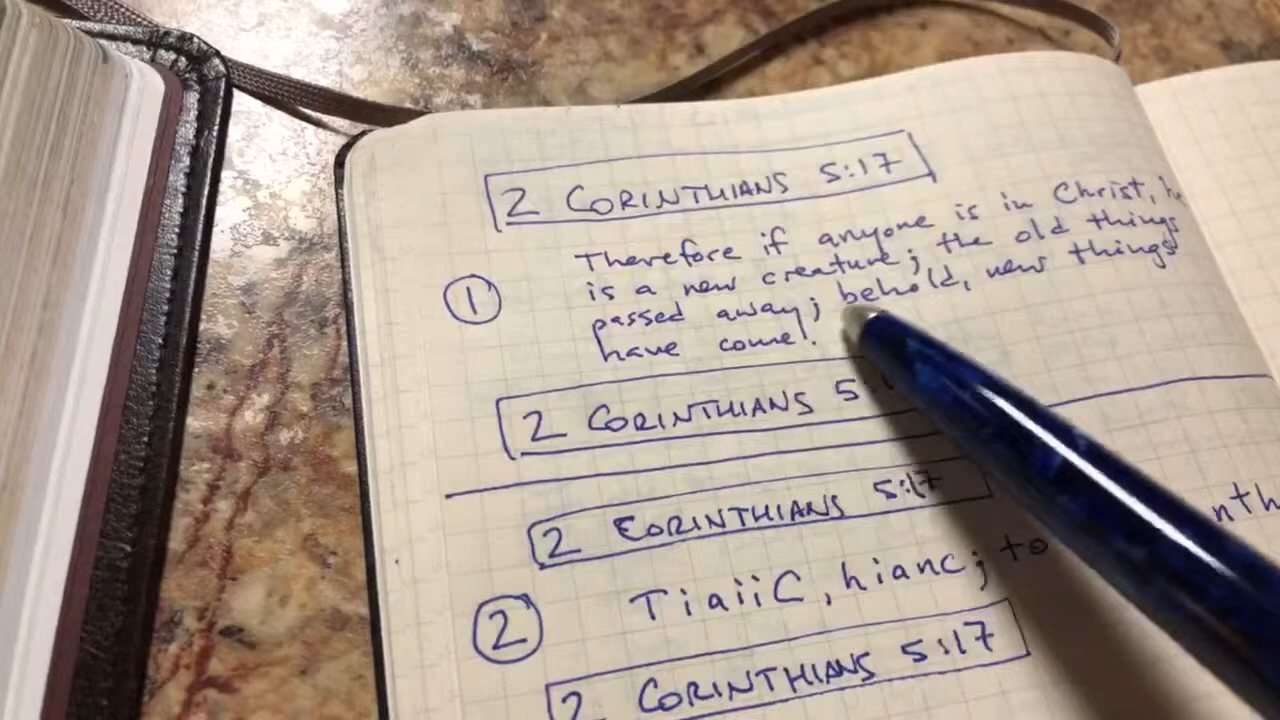 2 CORINTHIANS 5:17
Therefore if anyone is in Christ,
is a new creature; the old things
passed away; behold, new things
① have come!.
2 CORINTHIANS 5:
2 CORINTHIANS 5:17
② TiaiiC, hianc; to nth
2 CORINTHIANS 5:17